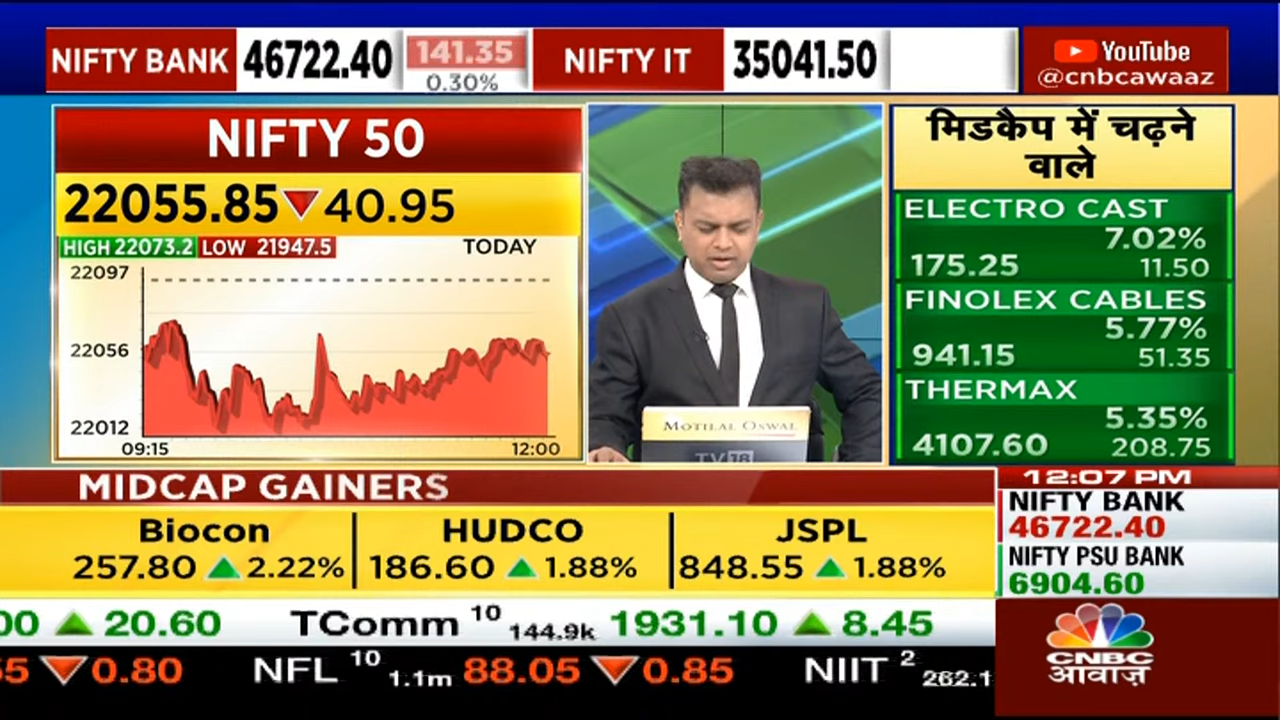 NIFTY BANK 46722.40 141.35 0.30% NIFTY IT 35041.50
YouTube
@cnbcawaaz
NIFTY 50
22055.85 ▼ 40.95
HIGH 22073.2 LOW 21947.5 TODAY
22097
22056
22012
09:15 12:00
MOTILAL OSWAL
TV18
मिडकैप में चढ़ने
वाले
ELECTRO CAST
7.02%
175.25 11.50
FINOLEX CABLES
5.77%
941.15 51.35
THERMAX
5.35%
4107.60 208.75
MIDCAP GAINERS
Biocon HUDCO JSPL
257.80 ▲ 2.22% 186.60 ▲ 1.88% 848.55 ▲ 1.88%
12:07 PM
NIFTY BANK
46722.40
NIFTY PSU BANK
6904.60
00 ▲ 20.60 TComm 10 144.9k 1931.10 ▲ 8.45
5 ▼ 0.80 NFL 10 1.1m 88.05 ▼ 0.85 NIIT 2 262.1
CNBC
आवाज़